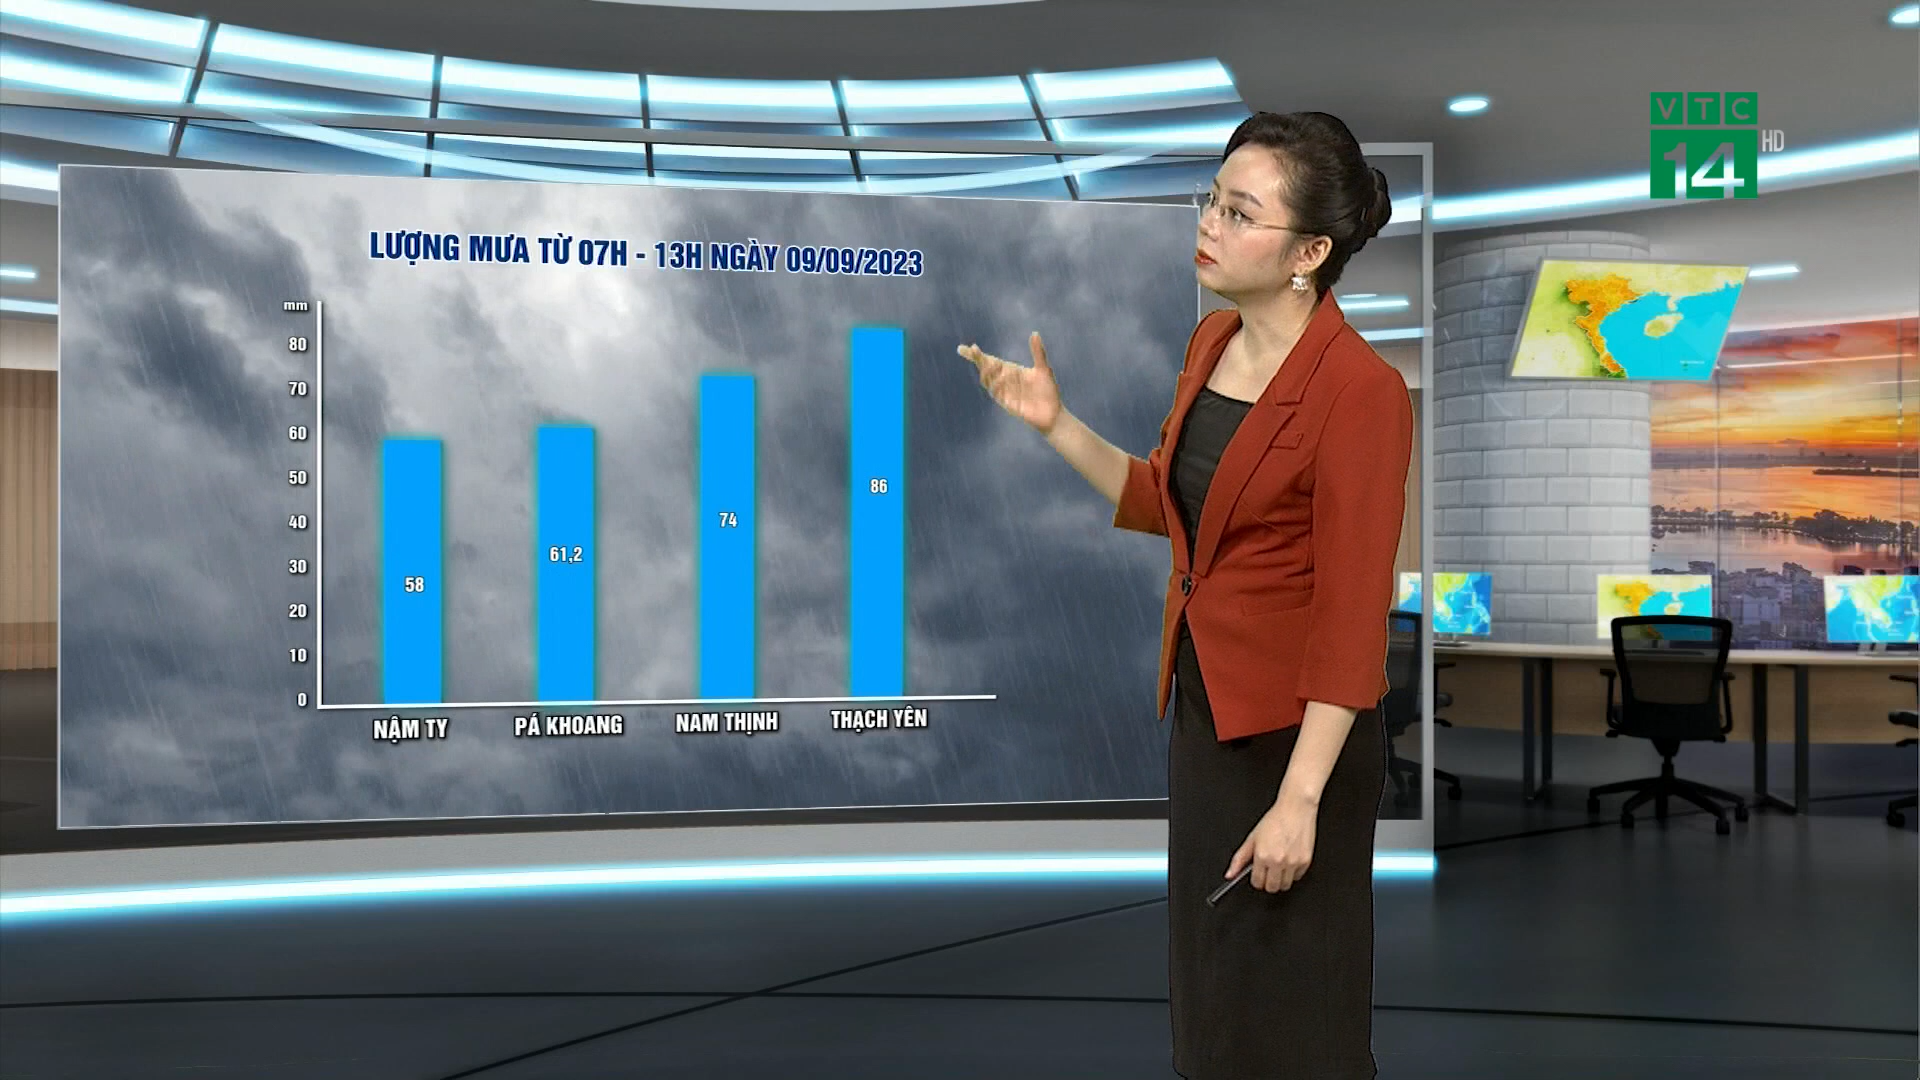 VTC
14 HD
LƯỢNG MƯA TỪ 07H - 13H NGÀY 09/09/2023
mm
80
70
60
50
40
30
20
10
0
58
61,2
74
86
NẬM TY
PÁ KHOANG
NAM THỊNH
THẠCH YÊN